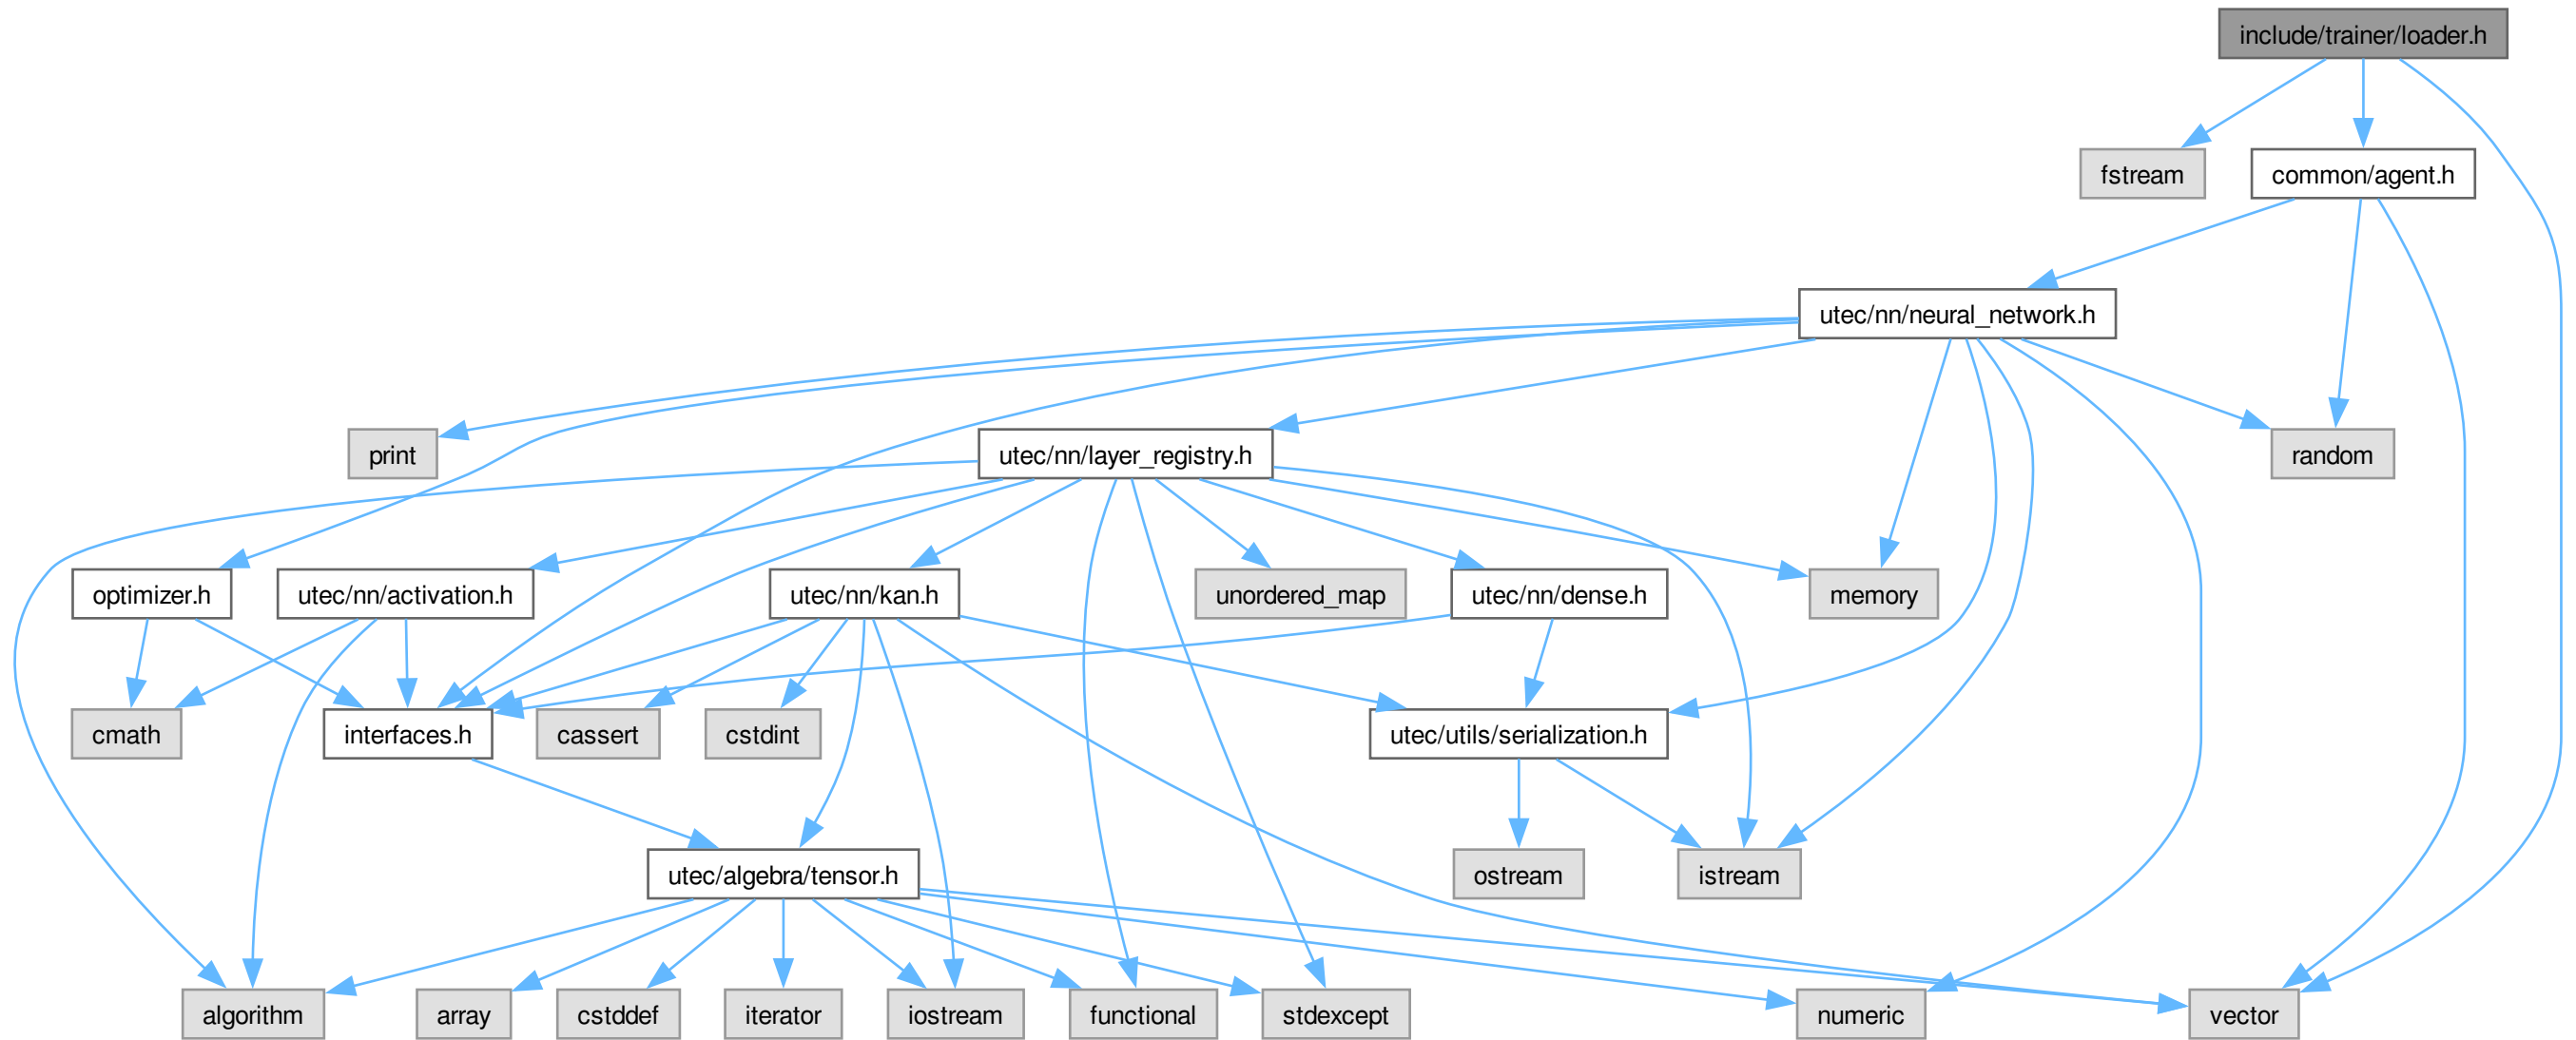 include/trainer/loader.h
fstream
common/agent.h
utec/nn/neural_network.h
print
utec/nn/layer_registry.h
random
optimizer.h
utec/nn/activation.h
utec/nn/kan.h
unordered_map
utec/nn/dense.h
memory
cmath
interfaces.h
cassert
cstdint
utec/utils/serialization.h
utec/algebra/tensor.h
ostream
istream
algorithm
array
cstddef
iterator
iostream
functional
stdexcept
numeric
vector